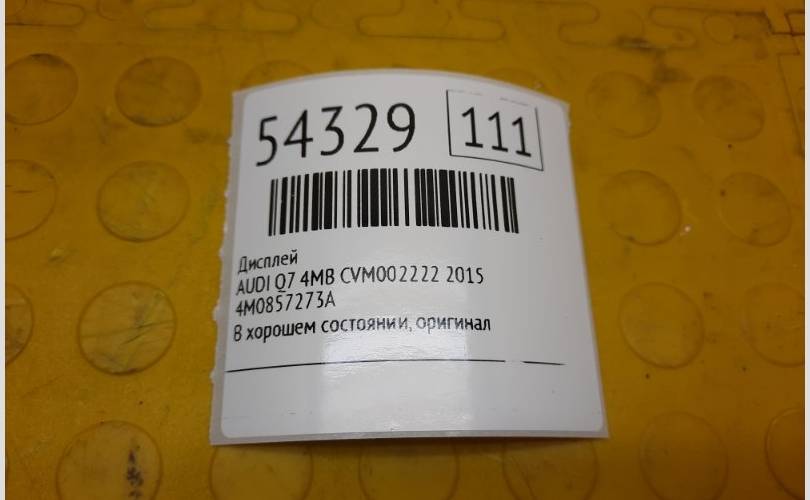 54329 111
Дисплей
AUDI Q7 4MB CVM002222 2015
4M0857273A
В хорошем состоянии, оригинал